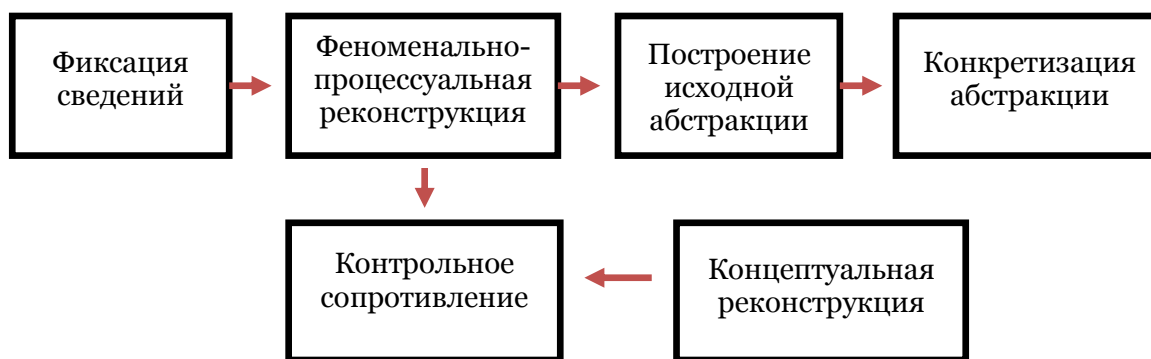 Фиксация
сведений
Феноменально-
процессуальная
реконструкция
Построение
исходной
абстракции
Конкретизация
абстракции
Контрольное
сопротивление
Концептуальная
реконструкция